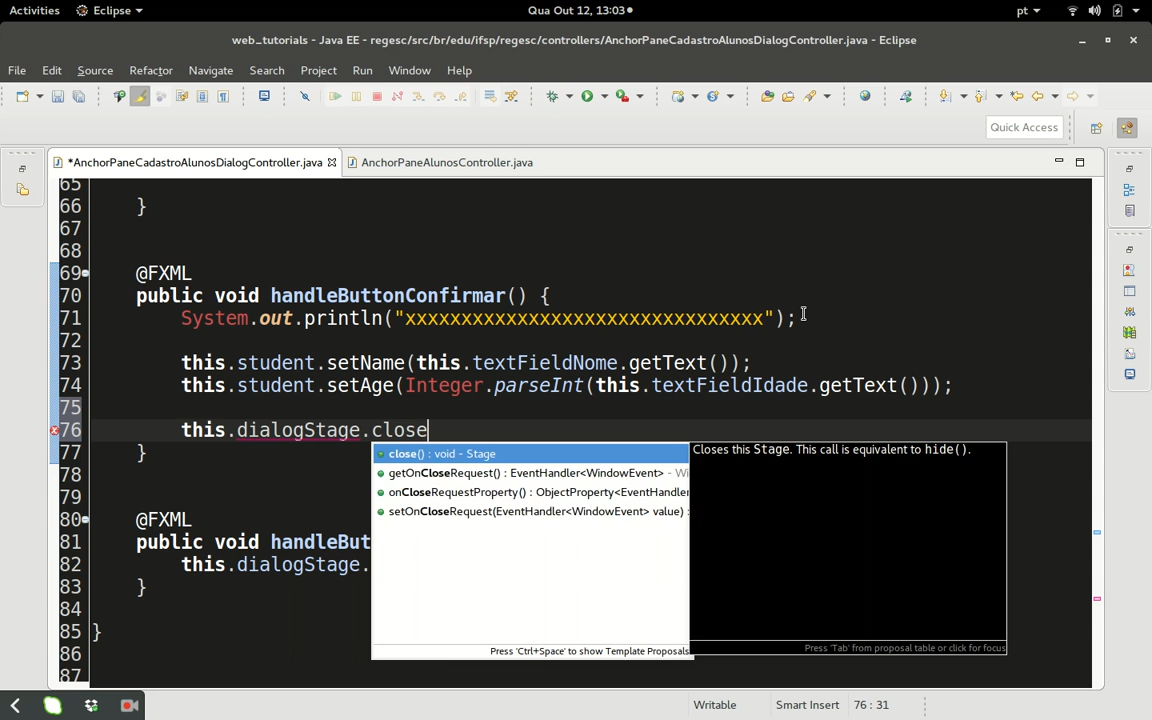 Activities Eclipse Qua Out 12, 13:03 pt
web_tutorials - Java EE - regesc/src/br/edu/ifsp/regesc/controllers/AnchorPaneCadastroAlunosDialogController.java - Eclipse
File Edit Source Refactor Navigate Search Project Run Window Help
Quick Access
*AnchorPaneCadastroAlunosDialogController.java AnchorPaneAlunosController.java
65
66 }
67
68
69 @FXML
70 public void handleButtonConfirmar() {
71 System.out.println("xxxxxxxxxxxxxxxxxxxxxxxxxxxxxxxx");
72
73 this.student.setName(this.textFieldNome.getText());
74 this.student.setAge(Integer.parseInt(this.textFieldIdade.getText()));
75
76 this.dialogStage.close
77 }
close() : void - Stage
Closes this Stage. This call is equivalent to hide().
getOnCloseRequest() : EventHandler<WindowEvent> - Wi
onCloseRequestProperty() : ObjectProperty<EventHandler
setOnCloseRequest(EventHandler<WindowEvent> value) :
78
79
80 @FXML
81 public void handleBut
82 this.dialogStage.
83 }
84
85 }
86
87
Press 'Ctrl+Space' to show Template Proposals
Press 'Tab' from proposal table or click for focus
Writable Smart Insert 76 : 31